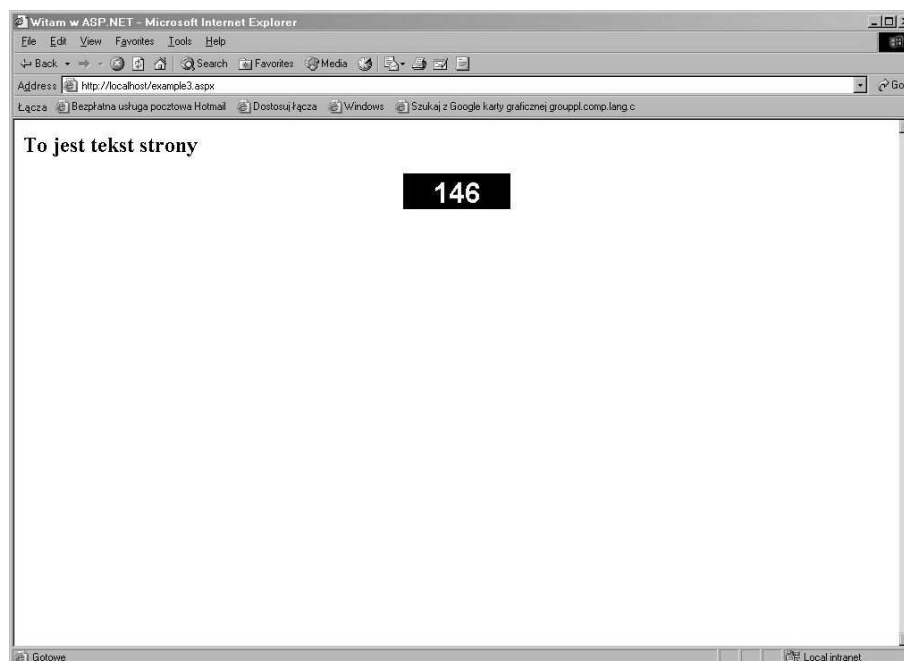 Witam w ASP.NET - Microsoft Internet Explorer
File Edit View Favorites Tools Help
Back Search Favorites Media
Address http://localhost/example3.aspx Go
Łącza Bezpłatna usługa pocztowa Hotmail Dostosuj łącza Windows Szukaj z Google karty graficznej grouppl.comp.lang.c
To jest tekst strony
146
Gotowe Local intranet